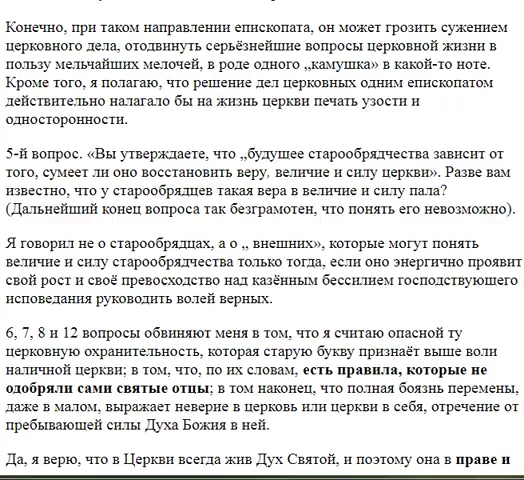 Конечно, при таком направлении епископата, он может грозить сужением
церковного дела, отодвинуть серьёзнейшие вопросы церковной жизни в
пользу мельчайших мелочей, в роде одного „камушка» в какой-то ноте.
Кроме того, я полагаю, что решение дел церковных одним епископатом
действительно налагало бы на жизнь церкви печать узости и
односторонности.
5-й вопрос. «Вы утверждаете, что „будущее старообрядчества зависит от
того, сумеет ли оно восстановить веру, величие и силу церкви». Разве вам
известно, что у старообрядцев такая вера в величие и силу пала?
(Дальнейший конец вопроса так безграмотен, что понять его невозможно).
Я говорил не о старообрядцах, а о „ внешних», которые могут понять
величие и силу старообрядчества только тогда, если оно энергично проявит
свой рост и своё превосходство над казённым бессилием господствующего
исповедания руководить волей верных.
6, 7, 8 и 12 вопросы обвиняют меня в том, что я считаю опасной ту
церковную охранительность, которая старую букву признаёт выше воли
наличной церкви; в том, что, по их словам, есть правила, которые не
одобряли сами святые отцы; в том наконец, что полная боязнь перемены,
даже в малом, выражает неверие в церковь или церкви в себя, отречение от
пребывающей силы Духа Божия в ней.
Да, я верю, что в Церкви всегда жив Дух Святой, и поэтому она в праве и